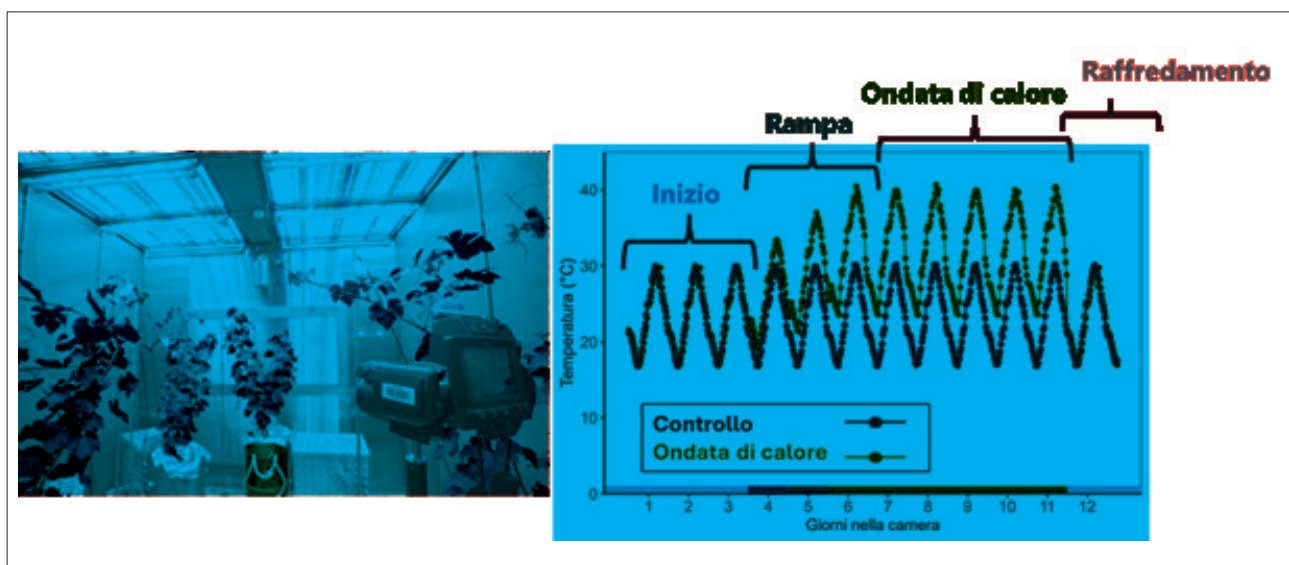 Raffredamento
Ondata di calore
Rampa
Inizio
Temperatura (°C)
40
30
20
10
0
Controllo
Ondata di calore
1 2 3 4 5 6 7 8 9 10 11 12
Giorni nella camera